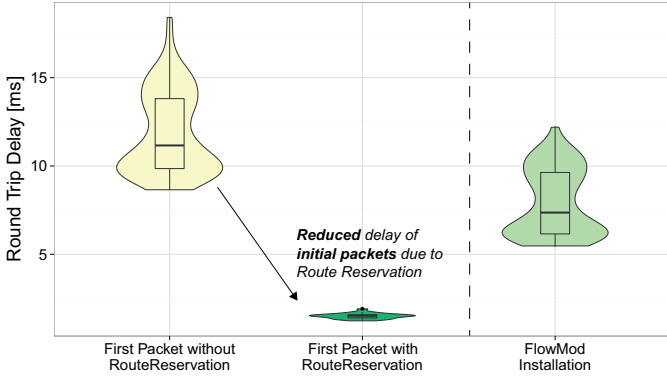 Round Trip Delay [ms]
15
10
5
Reduced delay of
initial packets due to
Route Reservation
First Packet without
RouteReservation
First Packet with
RouteReservation
FlowMod
Installation